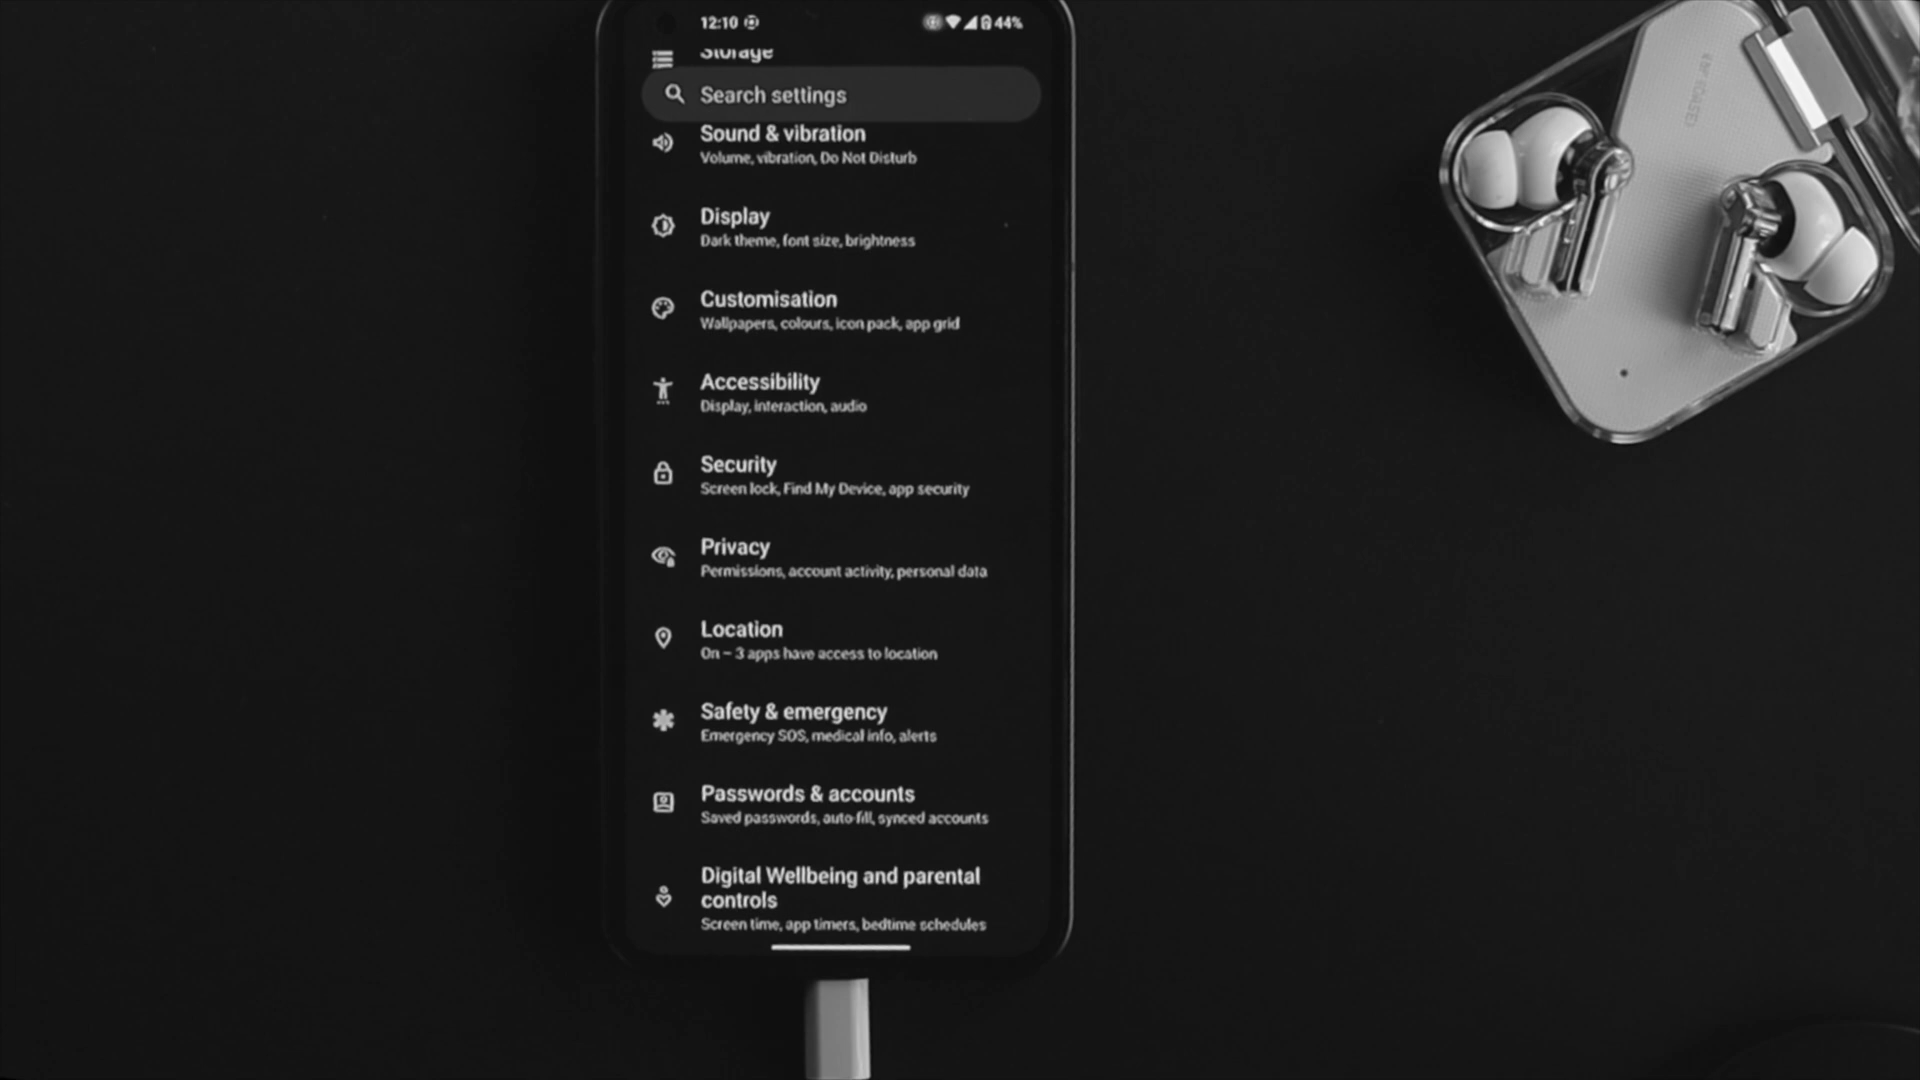 12:10 44%
Storage
Search settings
Sound & vibration
Volume, vibration, Do Not Disturb
Display
Dark theme, font size, brightness
Customisation
Wallpapers, colours, icon pack, app grid
Accessibility
Display, interaction, audio
Security
Screen lock, Find My Device, app security
Privacy
Permissions, account activity, personal data
Location
On – 3 apps have access to location
Safety & emergency
Emergency SOS, medical info, alerts
Passwords & accounts
Saved passwords, auto-fill, synced accounts
Digital Wellbeing and parental
controls
Screen time, app timers, bedtime schedules